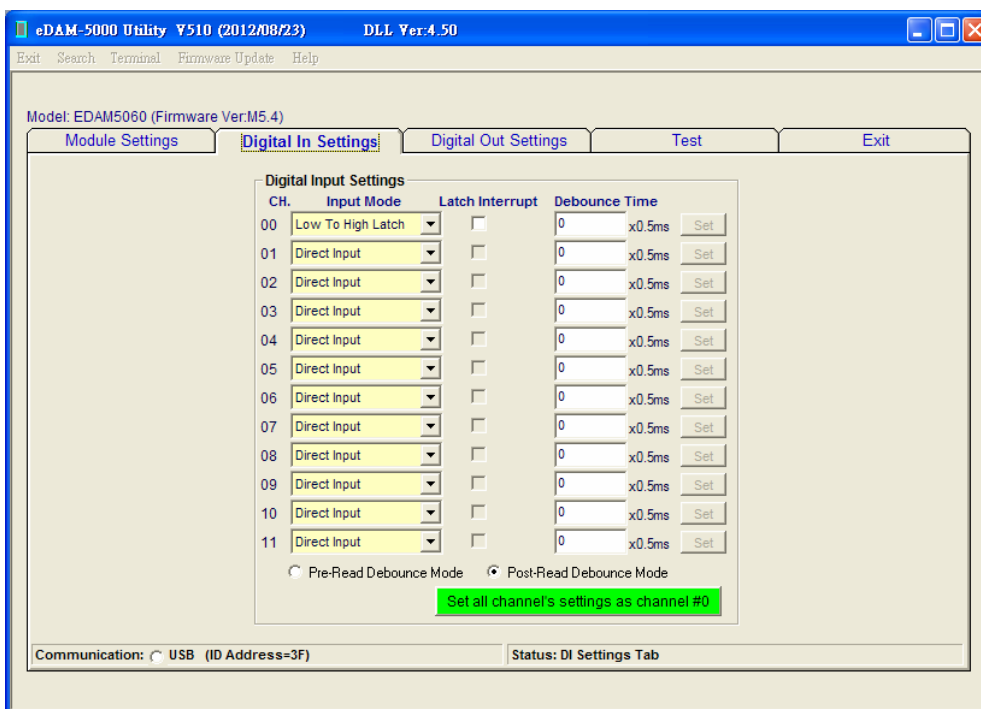 eDAM-5000 Utility V510 (2012/08/23) DLL Ver:4.50
Exit Search Terminal Firmware Update Help
Model: EDAM5060 (Firmware Ver:M5.4)
Module Settings Digital In Settings Digital Out Settings Test Exit
Digital Input Settings
CH. Input Mode Latch Interrupt Debounce Time
00 Low To High Latch 0 x0.5ms Set
01 Direct Input 0 x0.5ms Set
02 Direct Input 0 x0.5ms Set
03 Direct Input 0 x0.5ms Set
04 Direct Input 0 x0.5ms Set
05 Direct Input 0 x0.5ms Set
06 Direct Input 0 x0.5ms Set
07 Direct Input 0 x0.5ms Set
08 Direct Input 0 x0.5ms Set
09 Direct Input 0 x0.5ms Set
10 Direct Input 0 x0.5ms Set
11 Direct Input 0 x0.5ms Set
Pre-Read Debounce Mode Post-Read Debounce Mode
Set all channel's settings as channel #0
Communication: USB (ID Address=3F) Status: DI Settings Tab